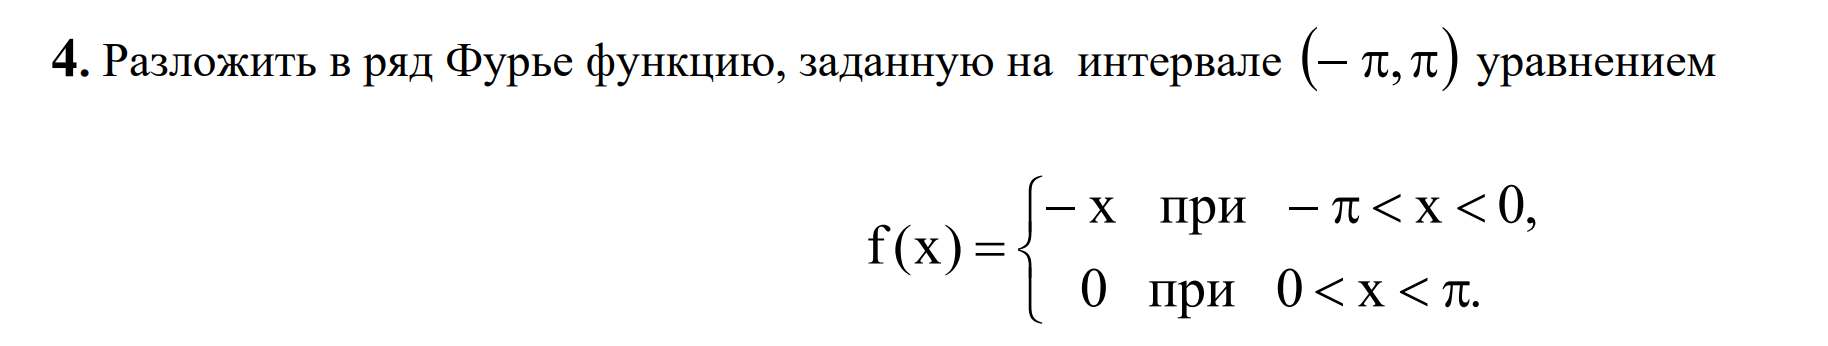 4. Разложить в ряд Фурье функцию, заданную на интервале (− π, π) уравнением
f(x) = { − x при − π < x < 0,
0 при 0 < x < π.